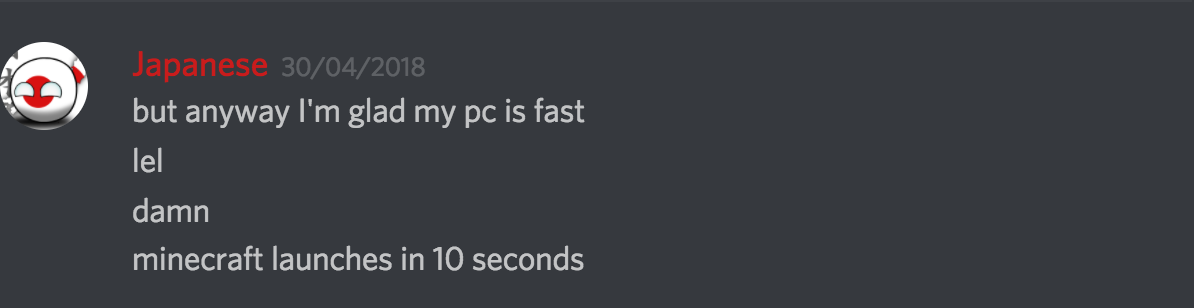 Japanese 30/04/2018
but anyway I'm glad my pc is fast
lel
damn
minecraft launches in 10 seconds